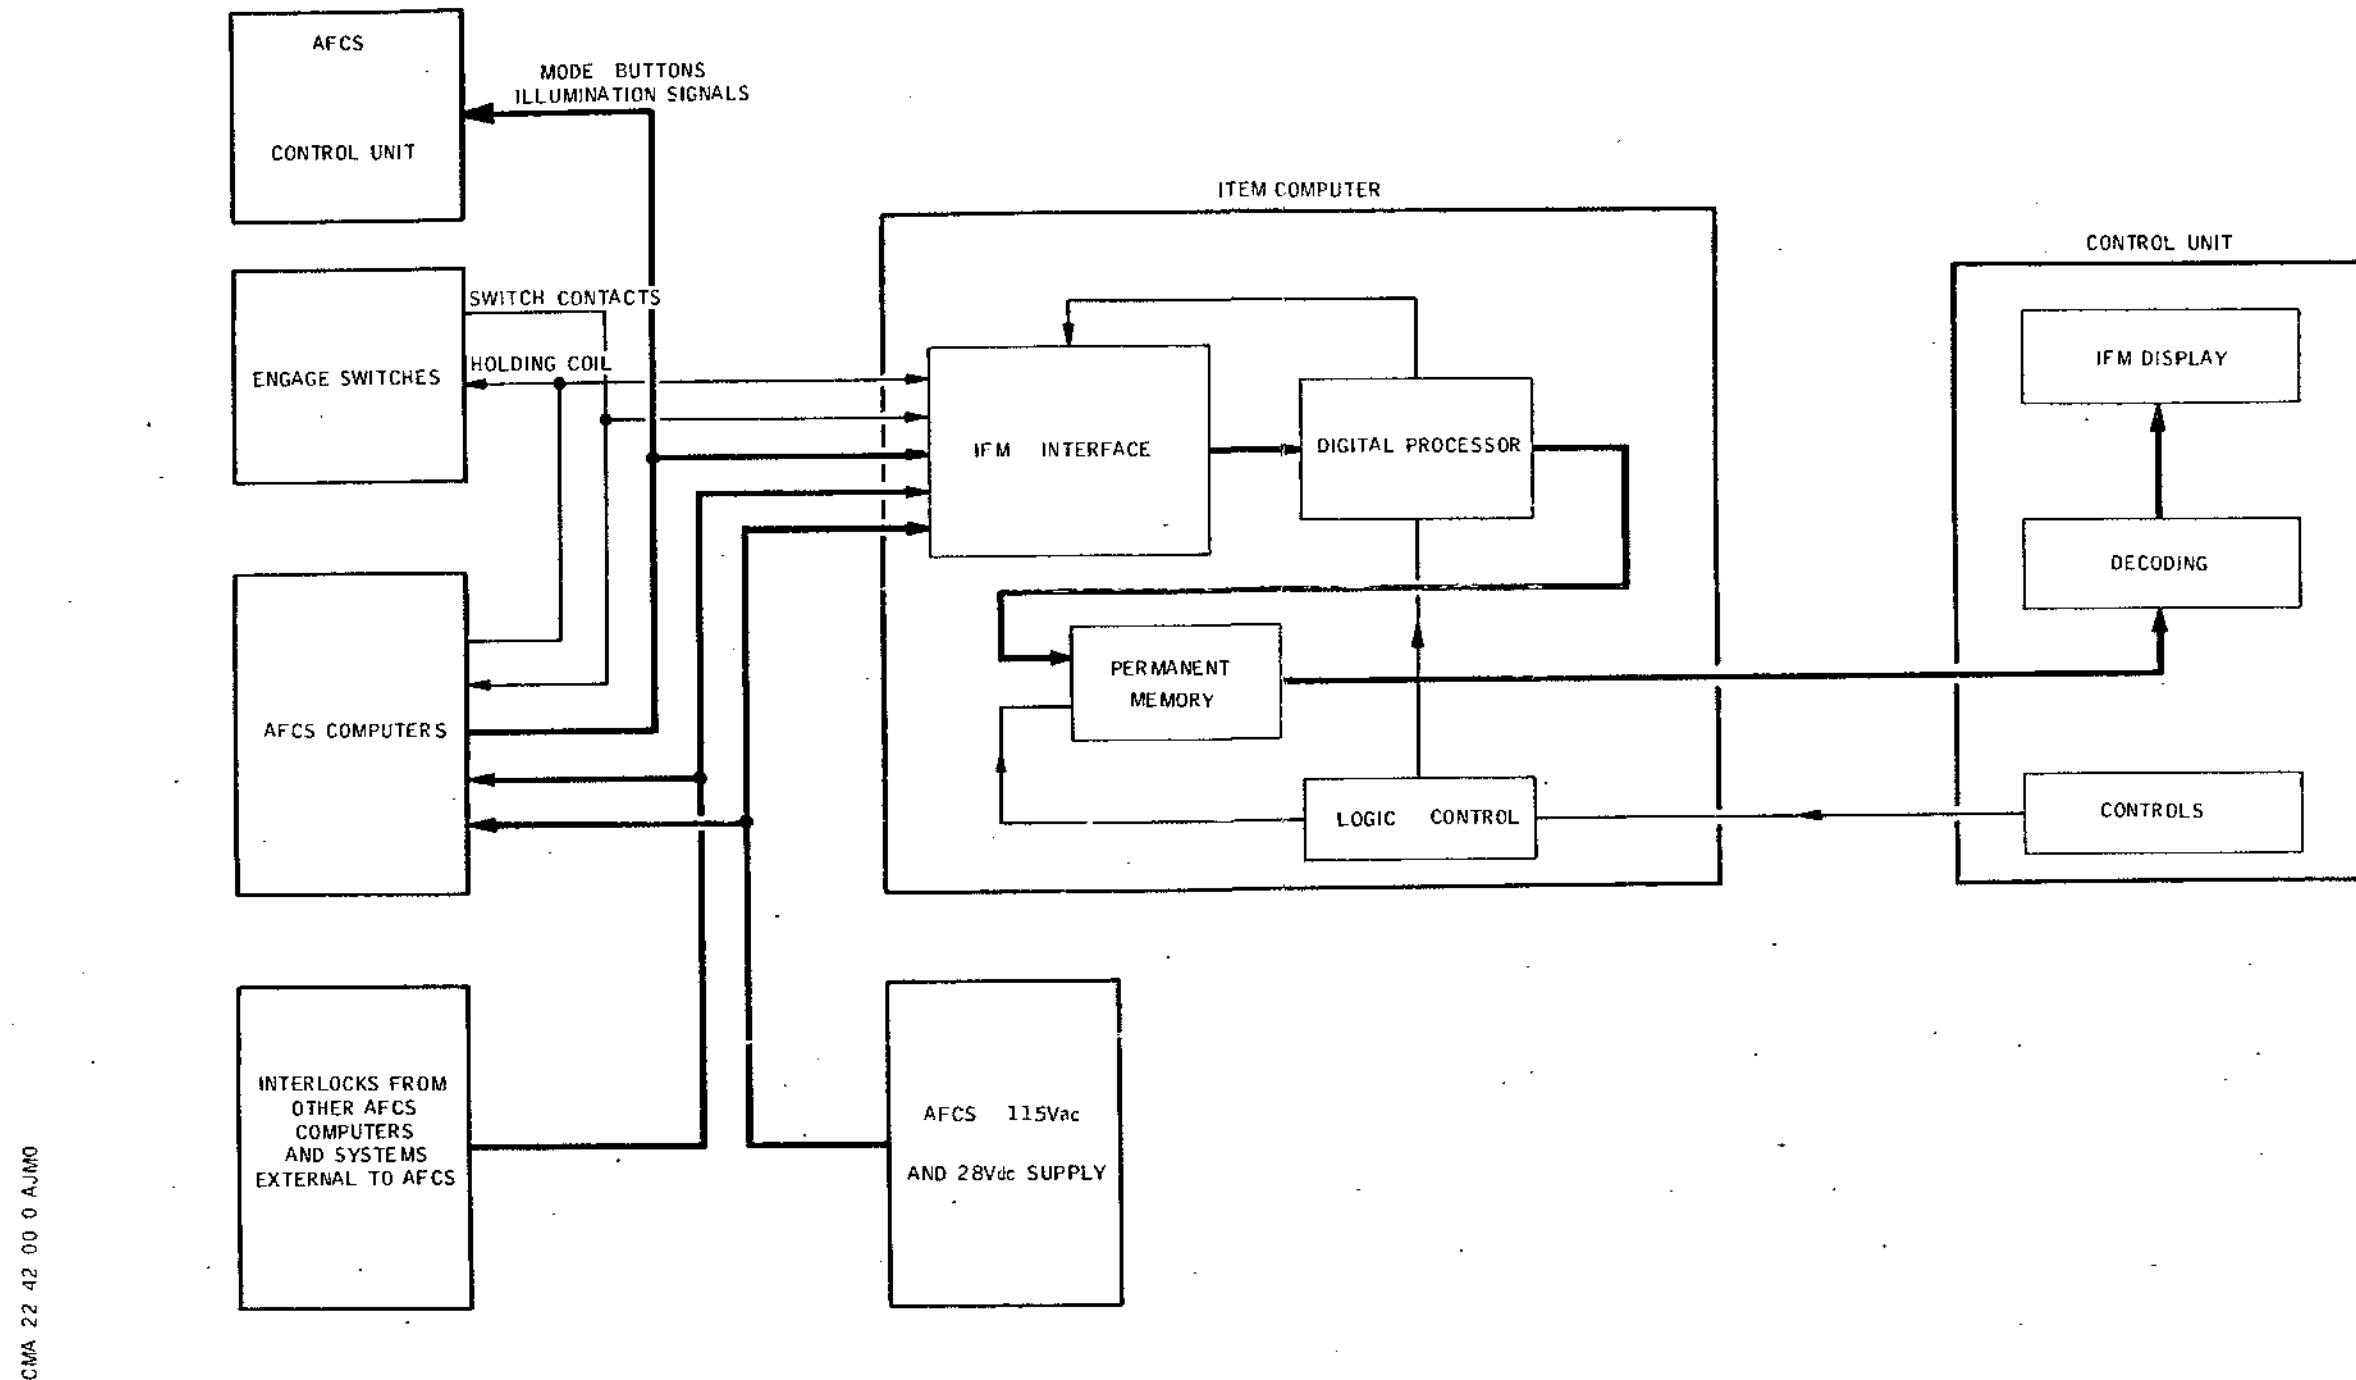 AFCS
CONTROL UNIT
MODE BUTTONS
ILLUMINATION SIGNALS
ITEM COMPUTER
CONTROL UNIT
SWITCH CONTACTS
HOLDING COIL
ENGAGE SWITCHES
IFM INTERFACE
DIGITAL PROCESSOR
IFM DISPLAY
DECODING
PERMANENT
MEMORY
AFCS COMPUTERS
LOGIC CONTROL
CONTROLS
INTERLOCKS FROM
OTHER AFCS
COMPUTERS
AND SYSTEMS
EXTERNAL TO AFCS
AFCS 115Vac
AND 28Vdc SUPPLY
CMA 22 42 00 0 AJM0